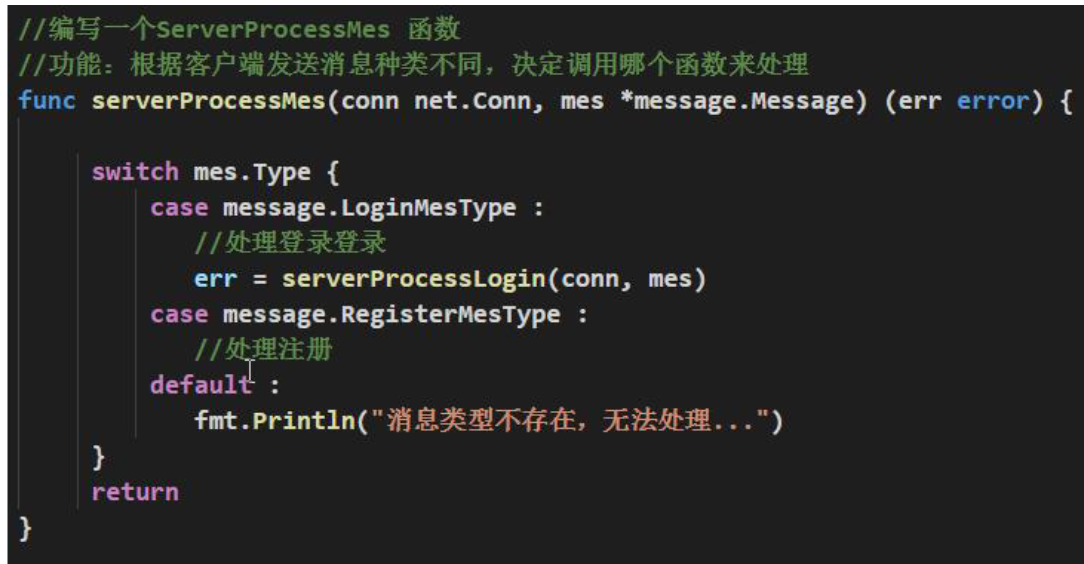 //编写一个ServerProcessMes 函数
//功能：根据客户端发送消息种类不同，决定调用哪个函数来处理
func serverProcessMes(conn net.Conn, mes *message.Message) (err error) {
switch mes.Type {
case message.LoginMesType :
//处理登录登录
err = serverProcessLogin(conn, mes)
case message.RegisterMesType :
//处理注册
default :
fmt.Println("消息类型不存在，无法处理...")
}
return
}